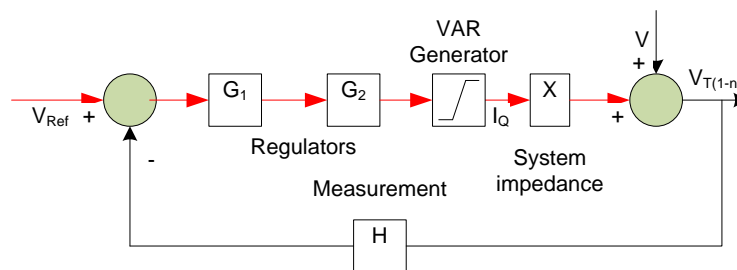 VAR
Generator
V
+
G1
G2
X
VT(1-n
VRef
+
IQ
+
-
Regulators
System
impedance
Measurement
H